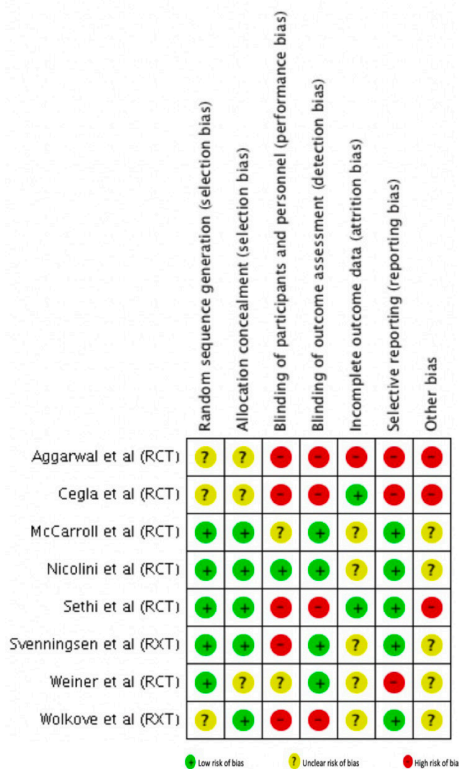 Random sequence generation (selection bias)
Allocation concealment (selection bias)
Blinding of participants and personnel (performance bias)
Blinding of outcome assessment (detection bias)
Incomplete outcome data (attrition bias)
Selective reporting (reporting bias)
Other bias
Aggarwal et al (RCT) ? ? - - - - -
Cegla et al (RCT) ? ? - - + - -
McCarroll et al (RCT) + + ? + ? + ?
Nicolini et al (RCT) + + + + ? + ?
Sethi et al (RCT) + + - - + + -
Svenningsen et al (RXT) + + - + ? + ?
Weiner et al (RCT) + ? ? + ? - ?
Wolkove et al (RXT) ? + - - ? + ?
+ Low risk of bias ? Unclear risk of bias - High risk of bia